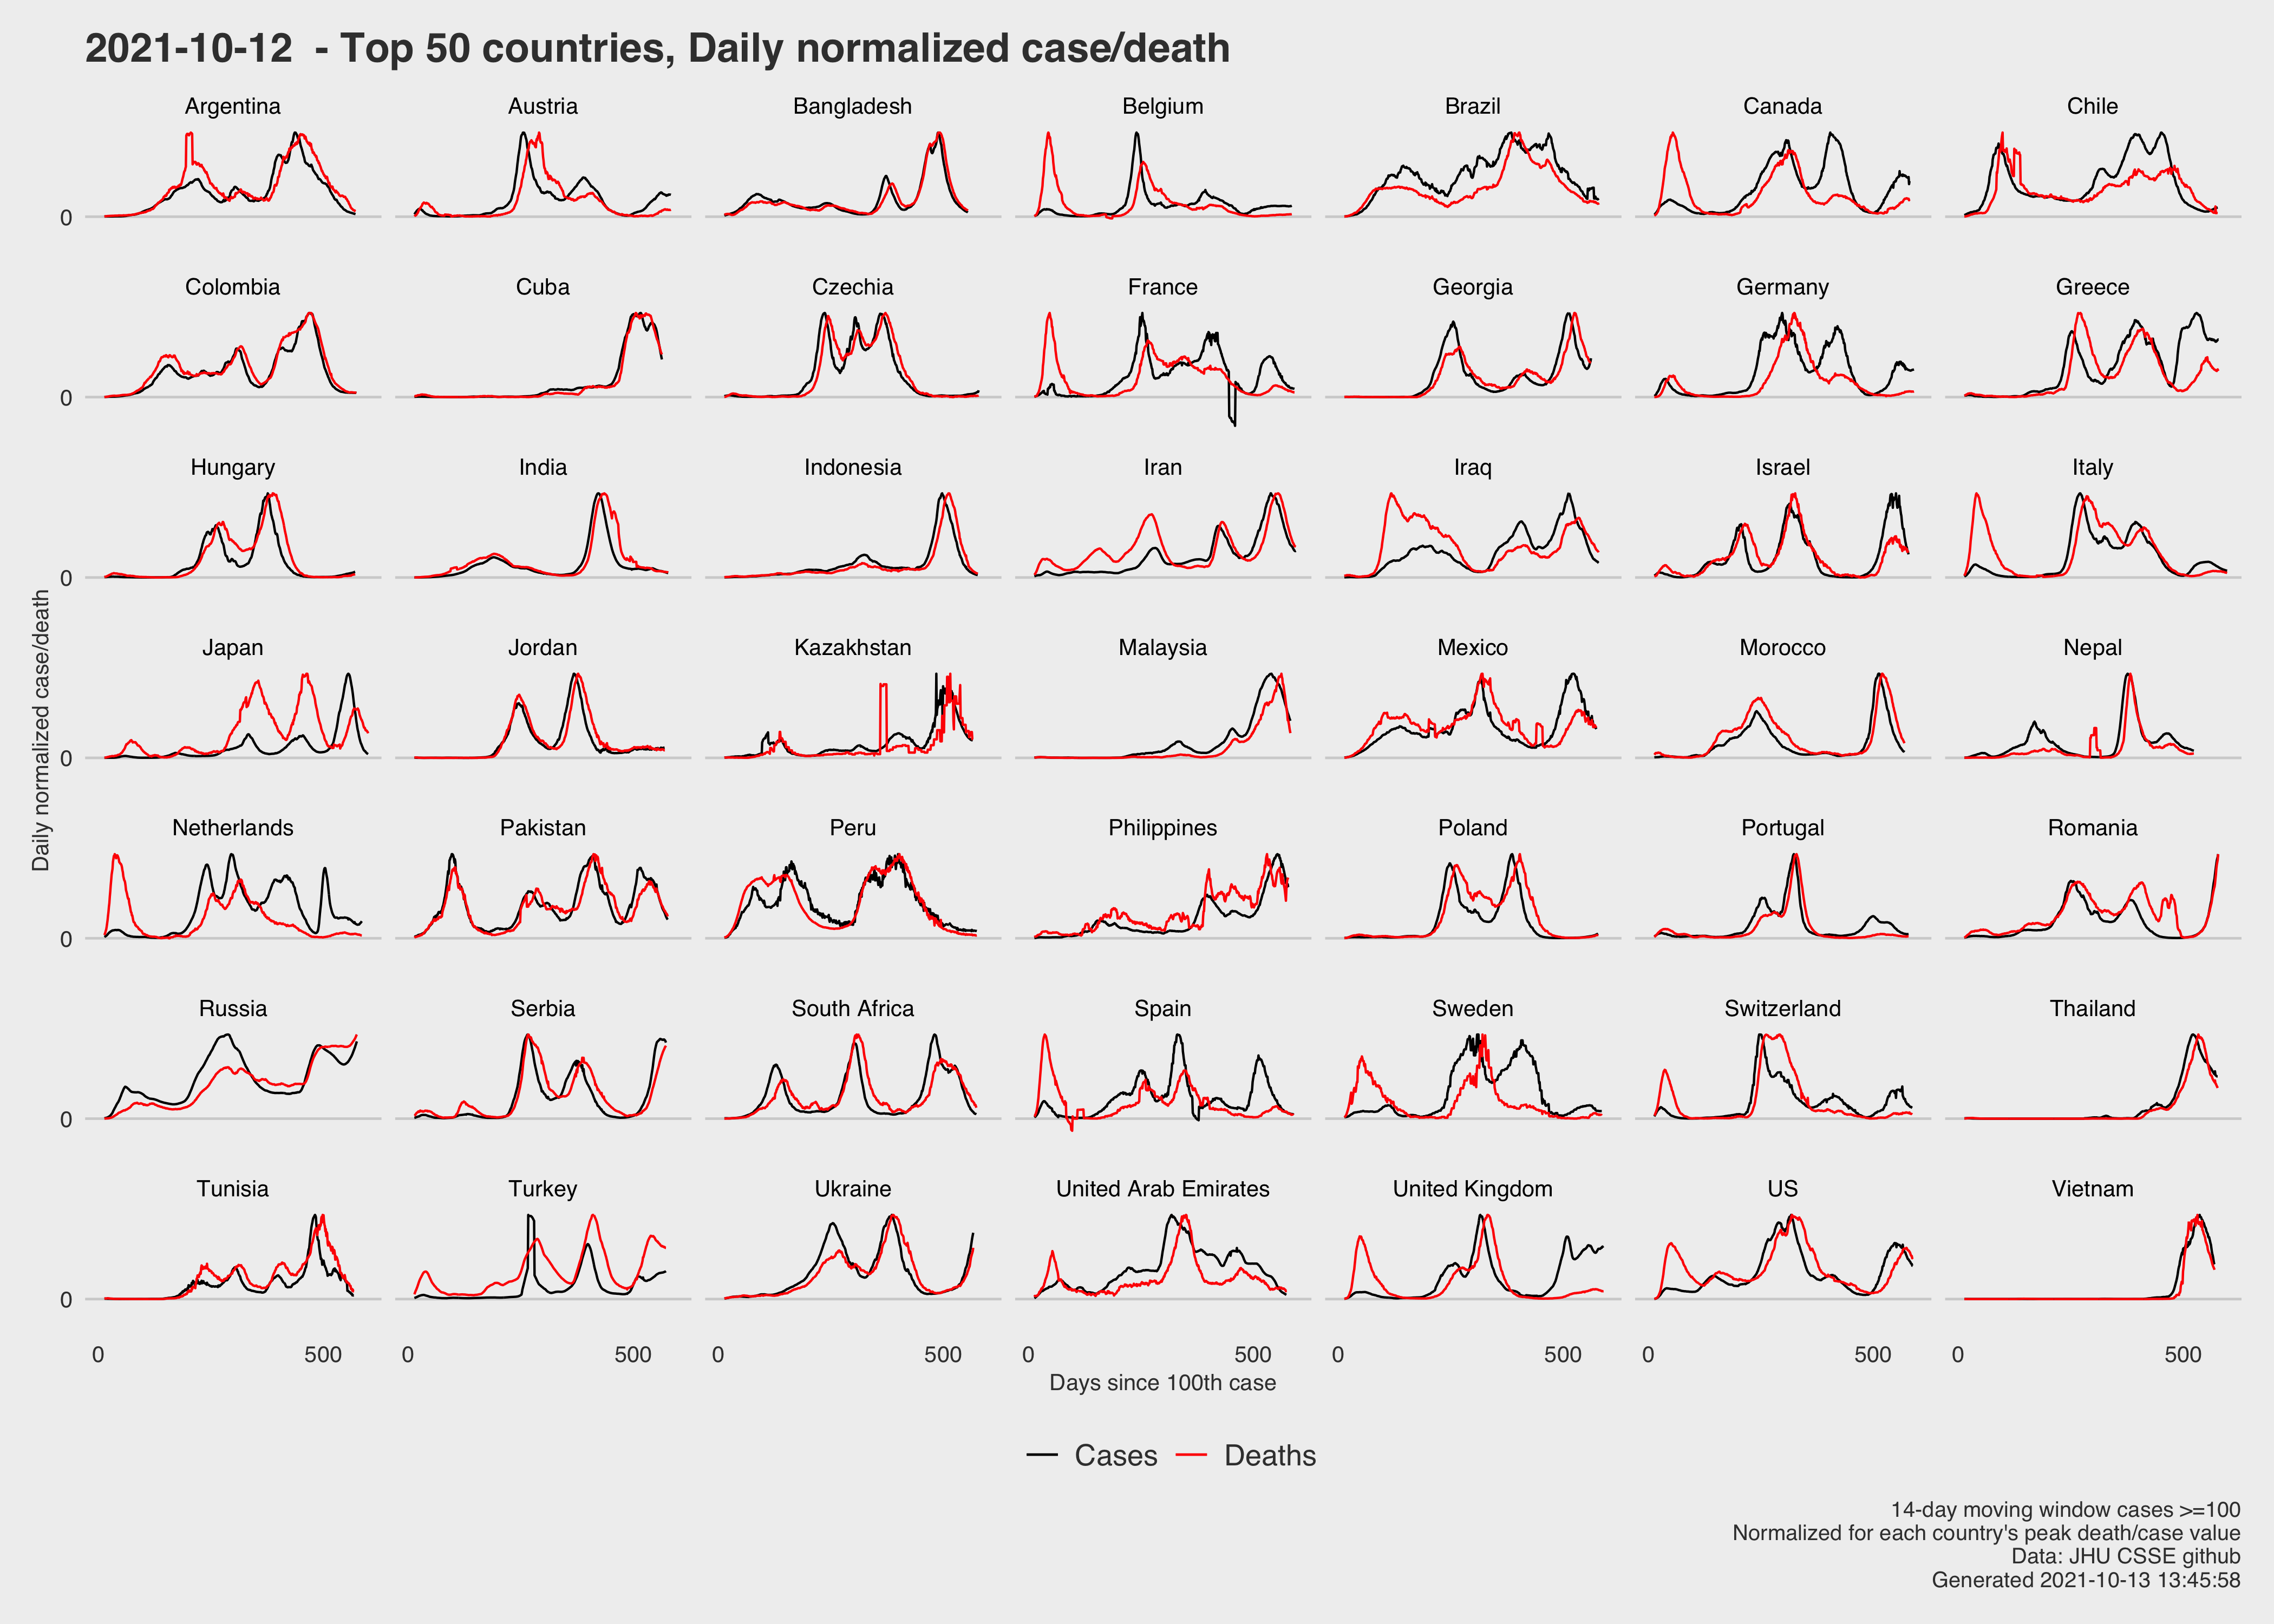 2021-10-12  - Top 50 countries, Daily normalized case/death
Argentina Austria Bangladesh Belgium Brazil Canada Chile
0
Colombia Cuba Czechia France Georgia Germany Greece
0
Hungary India Indonesia Iran Iraq Israel Italy
0
Daily normalized case/death
Japan Jordan Kazakhstan Malaysia Mexico Morocco Nepal
0
Netherlands Pakistan Peru Philippines Poland Portugal Romania
0
Russia Serbia South Africa Spain Sweden Switzerland Thailand
0
Tunisia Turkey Ukraine United Arab Emirates United Kingdom US Vietnam
0
0 500 0 500 0 500 0 500 0 500 0 500 0 500
Days since 100th case
Cases Deaths
14-day moving window cases >=100
Normalized for each country's peak death/case value
Data: JHU CSSE github
Generated 2021-10-13 13:45:58